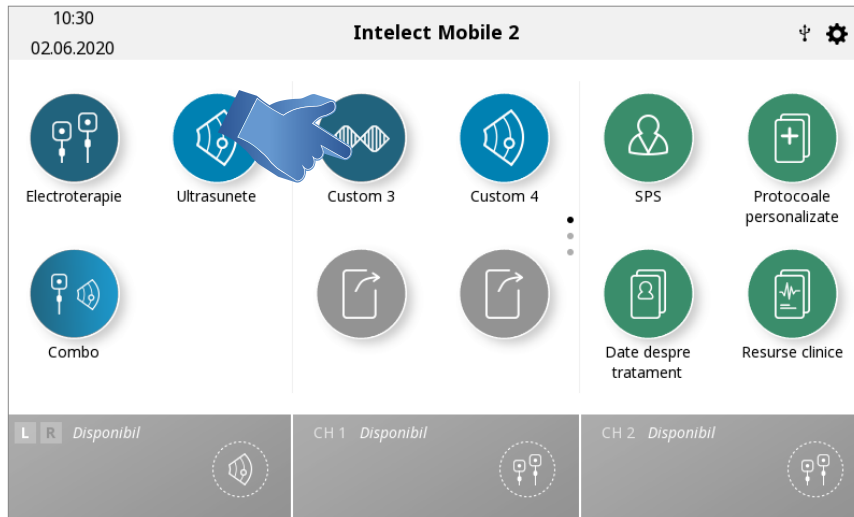 10:30
02.06.2020
Intelect Mobile 2
Electroterapie
Ultrasunete
Custom 3
Custom 4
SPS
Protocoale
personalizate
Combo
Date despre
tratament
Resurse clinice
L R Disponibil
CH 1 Disponibil
CH 2 Disponibil